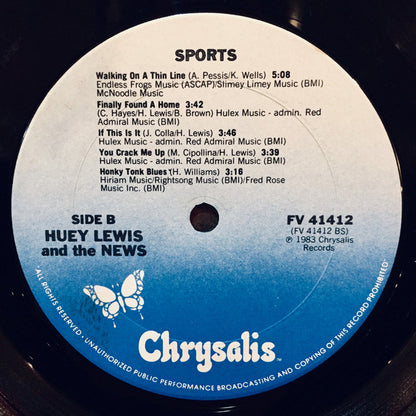 SPORTS
Walking On A Thin Line (A. Pessis/K. Wells) 5:08
Endless Frogs Music (ASCAP)/Slimey Limey Music (BMI)
McNoodle Music
Finally Found A Home 3:42
(C. Hayes/H. Lewis/B. Brown) Hulex Music - admin. Red
Admiral Music (BMI)
If This Is It (J. Colla/H. Lewis) 3:46
Hulex Music - admin. Red Admiral Music (BMI)
You Crack Me Up (M. Cipollina/H. Lewis) 3:39
Hulex Music - admin. Red Admiral Music (BMI)
Honky Tonk Blues (H. Williams) 3:16
Hiriam Music/Rightsong Music (BMI)/Fred Rose
Music Inc. (BMI)
SIDE B
HUEY LEWIS
and the NEWS
FV 41412
(FV 41412 BS)
℗ 1983 Chrysalis
Records
Chrysalis™
ALL RIGHTS RESERVED - UNAUTHORIZED PUBLIC PERFORMANCE BROADCASTING AND COPYING OF THIS RECORD PROHIBITED